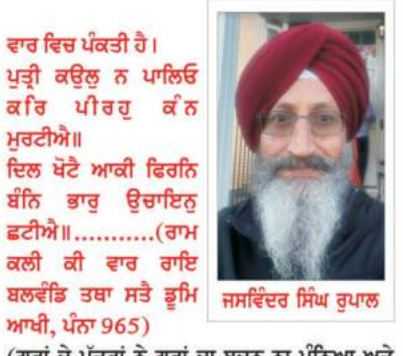 ਵਾਰ ਵਿਚ ਪੰਕਤੀ ਹੈ।
ਪੁਤ੍ਰੀ ਕਉਲੁ ਨ ਪਾਲਿਓ
ਕਰਿ ਪੀਰਹੁ ਕੰਨ
ਮੁਰਟੀਐ॥
ਦਿਲ ਖੋਟੈ ਆਕੀ ਫਿਰਨਿ
ਬੰਨਿ ਭਾਰੁ ਉਚਾਇਨੁ
ਛਟੀਐ॥...........(ਰਾਮ
ਕਲੀ ਕੀ ਵਾਰ ਰਾਇ
ਬਲਵੰਡਿ ਤਥਾ ਸਤੈ ਡੂਮਿ
ਆਖੀ, ਪੰਨਾ 965)
ਜਸਵਿੰਦਰ ਸਿੰਘ ਰੁਪਾਲ